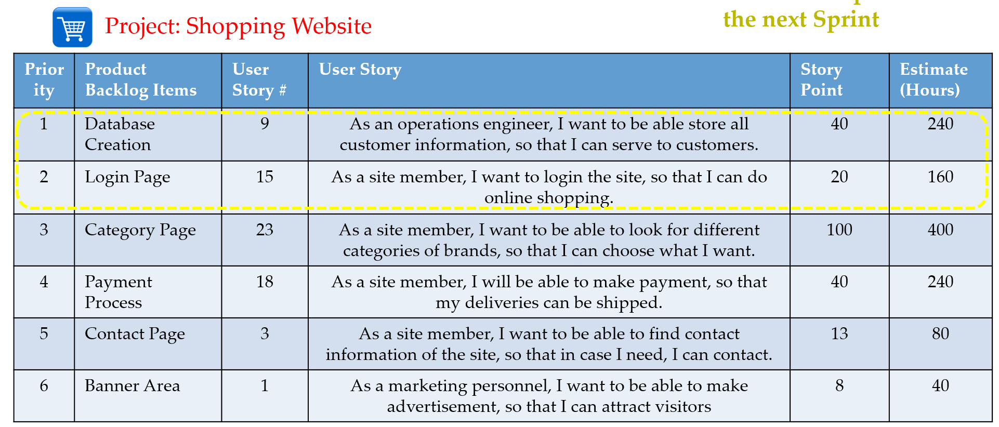 the next Sprint
Project: Shopping Website
Prior
ity
Product
Backlog Items
User
Story #
User Story
Story
Point
Estimate
(Hours)
1
Database
Creation
9
As an operations engineer, I want to be able store all
customer information, so that I can serve to customers.
40
240
2
Login Page
15
As a site member, I want to login the site, so that I can do
online shopping.
20
160
3
Category Page
23
As a site member, I want to be able to look for different
categories of brands, so that I can choose what I want.
100
400
4
Payment
Process
18
As a site member, I will be able to make payment, so that
my deliveries can be shipped.
40
240
5
Contact Page
3
As a site member, I want to be able to find contact
information of the site, so that in case I need, I can contact.
13
80
6
Banner Area
1
As a marketing personnel, I want to be able to make
advertisement, so that I can attract visitors
8
40